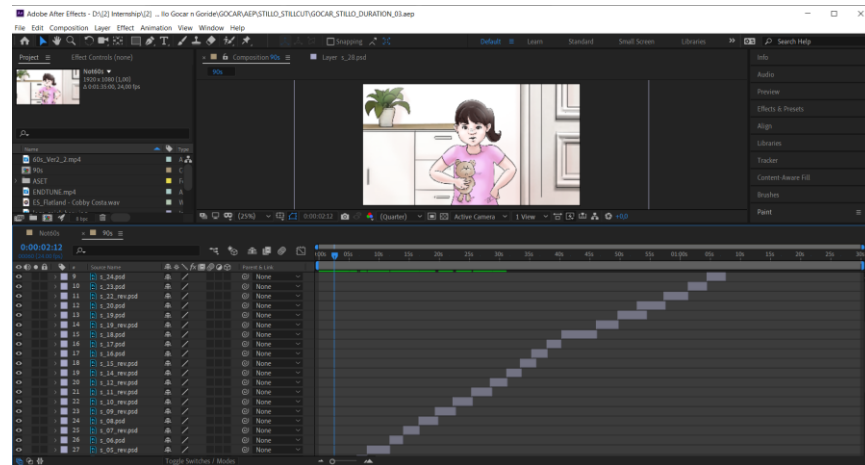 Adobe After Effects - D:\[2] Internship\[2] ... llo Gocar n Goride\GOCAR\AEP\STILLO_STILLCUT\GOCAR_STILLO_DURATION_03.aep
File Edit Composition Layer Effect Animation View Window Help
Snapping
Default Learn Standard Small Screen Libraries Search Help
Project Effect Controls (none)
Composition 90s
Layer s_28.psd
90s
Not60s
1920 x 1080 (1,00)
Δ 0:01:35:00, 24,00 fps
Name Type
60s_Ver2_2.mp4
90s
ASET
ENDTUNE.mp4
ES_Flatland - Cobby Costa.wav
(25%) 0:00:02:12 (Quarter) Active Camera 1 View +0,0
Info
Audio
Preview
Effects & Presets
Align
Libraries
Tracker
Content-Aware Fill
Brushes
Paint
Not60s 90s
0:00:02:12
# Source Name Parent & Link
:00s 05s 10s 15s 20s 25s 30s 35s 40s 45s 50s 55s 01:00s 05s 10s 15s 20s 25s 30s
9 s_24.psd None
10 s_23.psd None
11 s_22_rev.psd None
12 s_20.psd None
13 s_19.psd None
14 s_19_rev.psd None
15 s_18.psd None
16 s_17.psd None
17 s_16.psd None
18 s_15_rev.psd None
19 s_14_rev.psd None
20 s_12_rev.psd None
21 s_11_rev.psd None
22 s_10_rev.psd None
23 s_09_rev.psd None
24 s_08.psd None
25 s_07_rev.psd None
26 s_06.psd None
27 s_05_rev.psd None
Toggle Switches / Modes